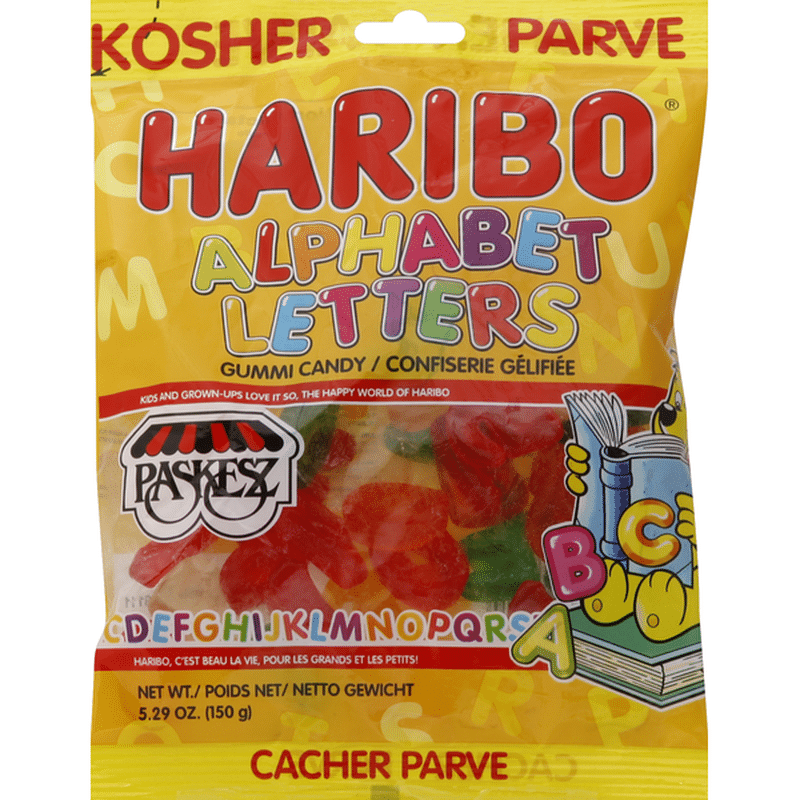 KOSHER PARVE
HARIBO®
ALPHABET
LETTERS
GUMMI CANDY / CONFISERIE GÉLIFIÉE
KIDS AND GROWN-UPS LOVE IT SO, THE HAPPY WORLD OF HARIBO
PASKESZ
B C
CDEFGHIJKLMNOPQRS
A
HARIBO, C'EST BEAU LA VIE, POUR LES GRANDS ET LES PETITS!
NET WT./ POIDS NET/ NETTO GEWICHT
5.29 OZ. (150 g)
CACHER PARVE